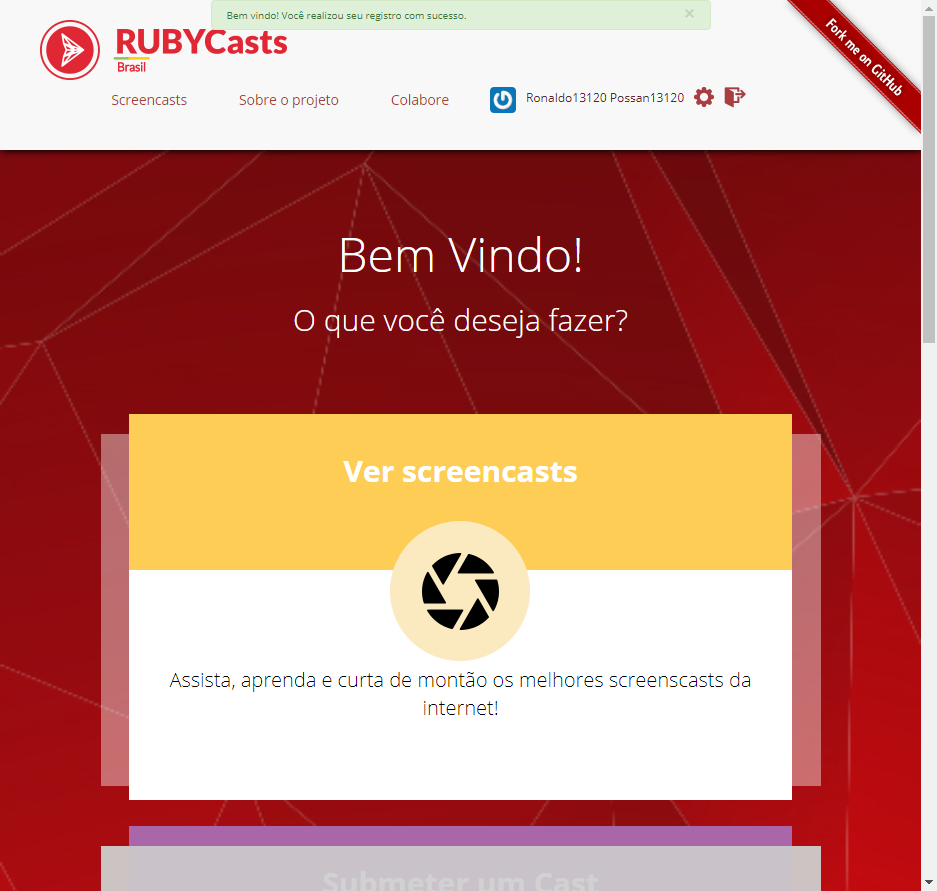 Bem vindo! Você realizou seu registro com sucesso.
×
RUBYCasts
Brasil
Fork me on GitHub
Screencasts
Sobre o projeto
Colabore
Ronaldo13120 Possan13120
Bem Vindo!
O que você deseja fazer?
Ver screencasts
Assista, aprenda e curta de montão os melhores screenscasts da
internet!
Submeter um Cast